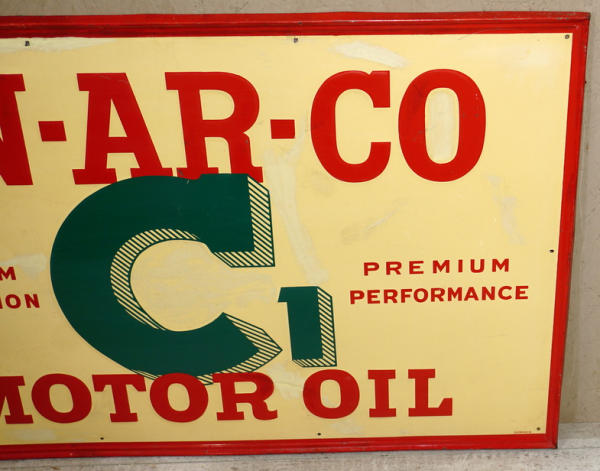 N-AR-CO
C1
M
ION
PREMIUM
PERFORMANCE
MOTOR OIL